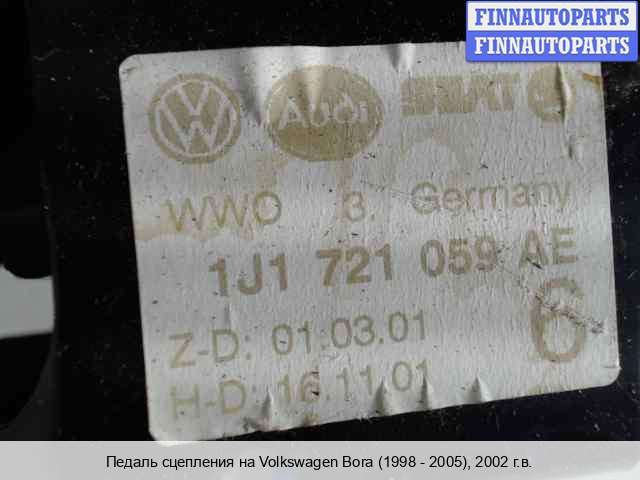 FINNAUTOPARTS
FINNAUTOPARTS
VW Audi SEAT
WWO 3. Germany
1J1 721 059 AE
6
Z-D: 01.03.01
H-D: 16.11.01
Педаль сцепления на Volkswagen Bora (1998 - 2005), 2002 г.в.